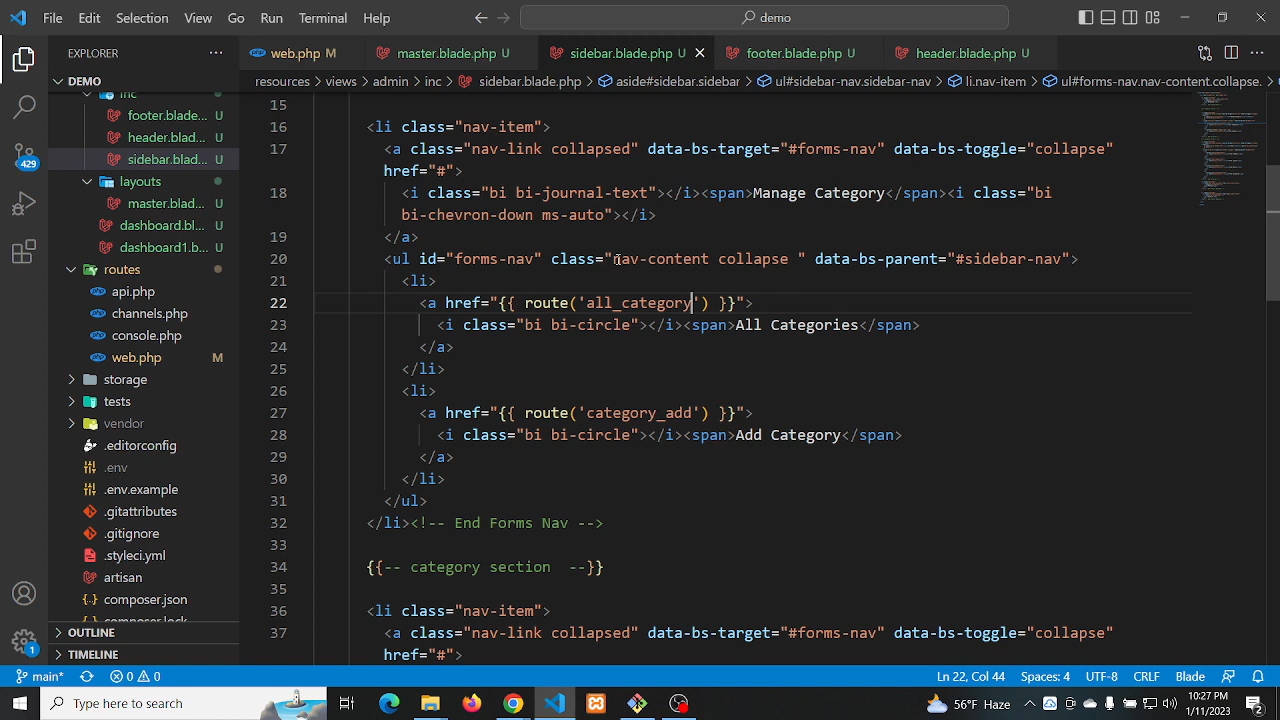 File Edit Selection View Go Run Terminal Help
demo
EXPLORER
web.php M
master.blade.php U
sidebar.blade.php U
footer.blade.php U
header.blade.php U
DEMO
resources > views > admin > inc > sidebar.blade.php > aside#sidebar.sidebar > ul#sidebar-nav.sidebar-nav > li.nav-item > ul#forms-nav.nav-content.collapse.
inc
footer.blade... U
header.blad... U
sidebar.blad... U
layouts
master.blad... U
dashboard.bl... U
dashboard1.b... U
routes
api.php
channels.php
console.php
web.php M
storage
tests
vendor
.editorconfig
.env
.env.example
.gitattributes
.gitignore
.styleci.yml
artisan
composer.json
composer.lock
OUTLINE
TIMELINE
429
1
15
16 <li class="nav-item">
17 <a class="nav-link collapsed" data-bs-target="#forms-nav" data-bs-toggle="collapse"
href="#">
18 <i class="bi bi-journal-text"></i><span>Manage Category</span><i class="bi
bi-chevron-down ms-auto"></i>
19 </a>
20 <ul id="forms-nav" class="nav-content collapse " data-bs-parent="#sidebar-nav">
21 <li>
22 <a href="{{ route('all_category') }}">
23 <i class="bi bi-circle"></i><span>All Categories</span>
24 </a>
25 </li>
26 <li>
27 <a href="{{ route('category_add') }}">
28 <i class="bi bi-circle"></i><span>Add Category</span>
29 </a>
30 </li>
31 </ul>
32 </li><!-- End Forms Nav -->
33
34 {{-- category section --}}
35
36 <li class="nav-item">
37 <a class="nav-link collapsed" data-bs-target="#forms-nav" data-bs-toggle="collapse"
href="#">
main* 0 0
Ln 22, Col 44 Spaces: 4 UTF-8 CRLF Blade
Type here to search
56°F Haze
10:27 PM
1/11/2023
2